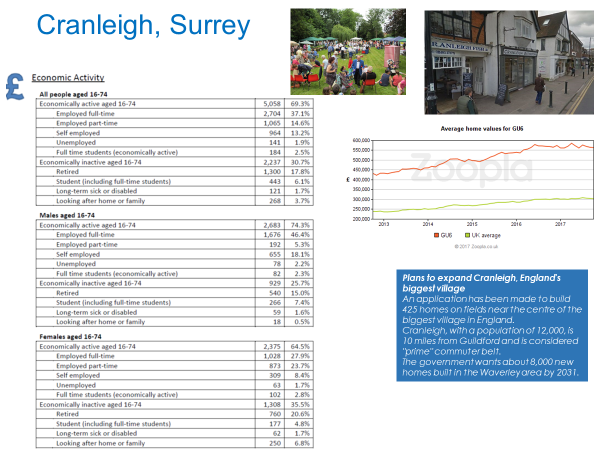 Cranleigh, Surrey
£
Economic Activity
All people aged 16-74
Economically active aged 16-74 5,058 69.3%
Employed full-time 2,704 37.1%
Employed part-time 1,065 14.6%
Self employed 964 13.2%
Unemployed 141 1.9%
Full time students (economically active) 184 2.5%
Economically inactive aged 16-74 2,237 30.7%
Retired 1,300 17.8%
Student (including full-time students) 443 6.1%
Long-term sick or disabled 121 1.7%
Looking after home or family 268 3.7%
Males aged 16-74
Economically active aged 16-74 2,683 74.3%
Employed full-time 1,676 46.4%
Employed part-time 192 5.3%
Self employed 655 18.1%
Unemployed 78 2.2%
Full time students (economically active) 82 2.3%
Economically inactive aged 16-74 929 25.7%
Retired 540 15.0%
Student (including full-time students) 266 7.4%
Long-term sick or disabled 59 1.6%
Looking after home or family 18 0.5%
Females aged 16-74
Economically active aged 16-74 2,375 64.5%
Employed full-time 1,028 27.9%
Employed part-time 873 23.7%
Self employed 309 8.4%
Unemployed 63 1.7%
Full time students (economically active) 102 2.8%
Economically inactive aged 16-74 1,308 35.5%
Retired 760 20.6%
Student (including full-time students) 177 4.8%
Long-term sick or disabled 62 1.7%
Looking after home or family 250 6.8%
Average home values for GU6
600,000
550,000
500,000
450,000
400,000
350,000
300,000
250,000
200,000
£
Zoopla
2013 2014 2015 2016 2017
GU6 UK average
© 2017 Zoopla.co.uk
Plans to expand Cranleigh, England's
biggest village
An application has been made to build
425 homes on fields near the centre of the
biggest village in England.
Cranleigh, with a population of 12,000, is
10 miles from Guildford and is considered
"prime" commuter belt.
The government wants about 8,000 new
homes built in the Waverley area by 2031.